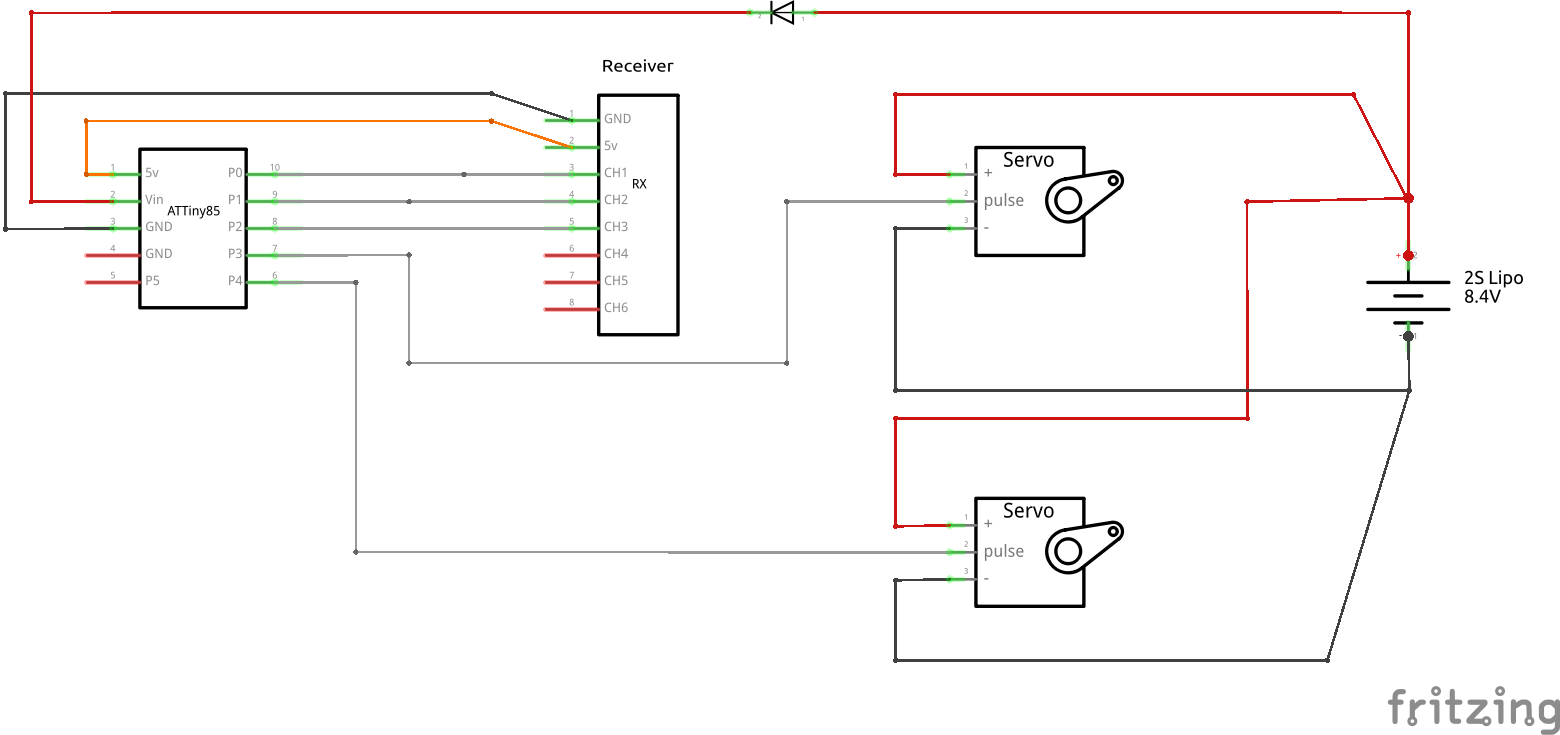 2 1
Receiver
1 GND
2 5v
3 CH1
4 CH2
5 CH3
6 CH4
7 CH5
8 CH6
RX
1 5v
2 Vin
3 GND
4 GND
5 P5
ATTiny85
P0 10
P1 9
P2 8
P3 7
P4 6
Servo
1 +
2 pulse
3 -
+ 2
- 1
2S Lipo
8.4V
Servo
1 +
2 pulse
3 -
fritzing